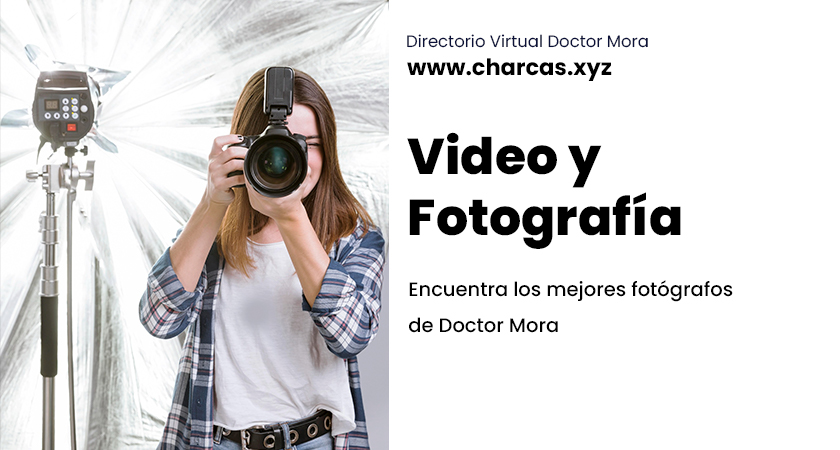 Directorio Virtual Doctor Mora
www.charcas.xyz
Video y
Fotografía
Encuentra los mejores fotógrafos
de Doctor Mora